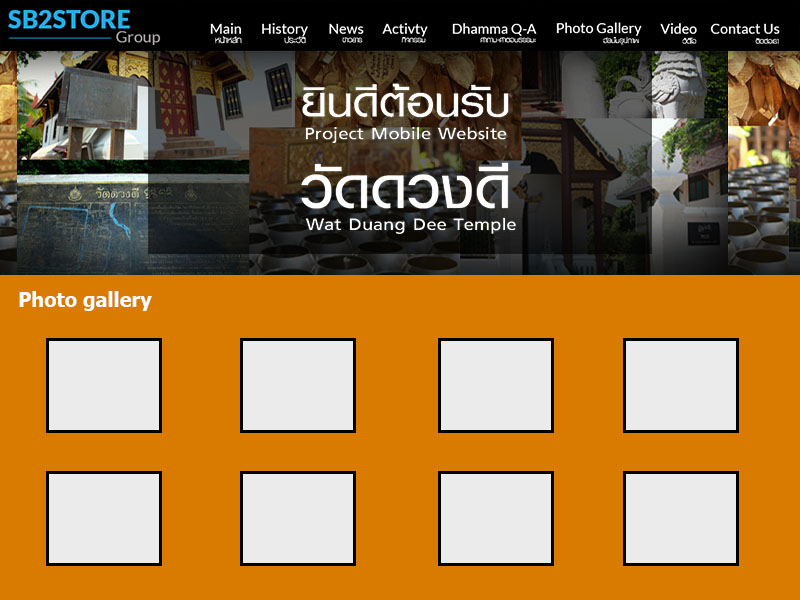 SB2STORE
Group
Main History News Activty Dhamma Q-A Photo Gallery Video Contact Us
หน้าหลัก ประวัติ ข่าวสาร กิจกรรม ถาม-ตอบธรรมะ อัลบั้มรูปภาพ วีดีโอ ติดต่อเรา
ยินดีต้อนรับ
Project Mobile Website
วัดดวงดี
Wat Duang Dee Temple
วัดดวงดี
Photo gallery